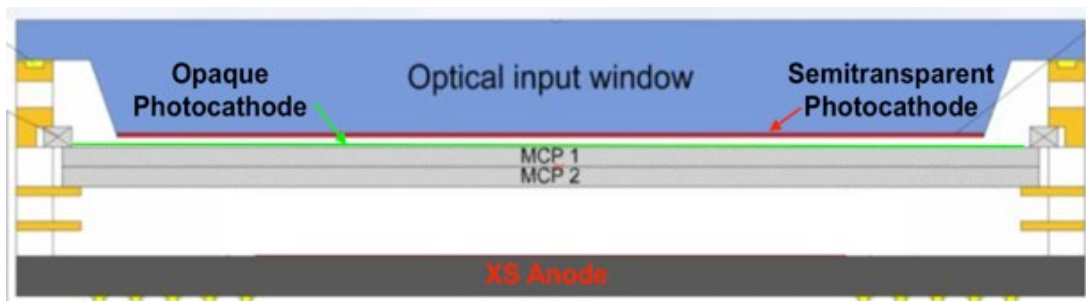 Opaque
Photocathode
Optical input window
Semitransparent
Photocathode
MCP 1
MCP 2
XS Anode